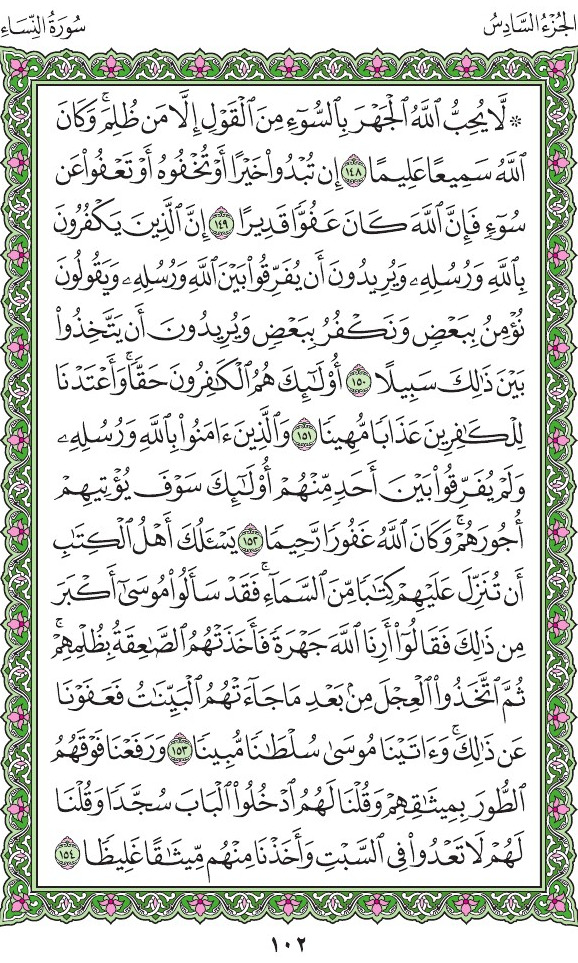 سُورَةُ النِّسَاءِ
الجُزْءُ السَّادِسُ
۞ لَّا يُحِبُّ ٱللَّهُ ٱلْجَهْرَ بِٱلسُّوٓءِ مِنَ ٱلْقَوْلِ إِلَّا مَن ظُلِمَ ۚ وَكَانَ
ٱللَّهُ سَمِيعًا عَلِيمًا ١٤٨ إِن تُبْدُوا۟ خَيْرًا أَوْ تُخْفُوهُ أَوْ تَعْفُوا۟ عَن
سُوٓءٍ فَإِنَّ ٱللَّهَ كَانَ عَفُوًّا قَدِيرًا ١٤٩ إِنَّ ٱلَّذِينَ يَكْفُرُونَ
بِٱللَّهِ وَرُسُلِهِۦ وَيُرِيدُونَ أَن يُفَرِّقُوا۟ بَيْنَ ٱللَّهِ وَرُسُلِهِۦ وَيَقُولُونَ
نُؤْمِنُ بِبَعْضٍ وَنَكْفُرُ بِبَعْضٍ وَيُرِيدُونَ أَن يَتَّخِذُوا۟
بَيْنَ ذَٰلِكَ سَبِيلًا ١٥٠ أُو۟لَـٰٓئِكَ هُمُ ٱلْكَـٰفِرُونَ حَقًّا ۚ وَأَعْتَدْنَا
لِلْكَـٰفِرِينَ عَذَابًا مُّهِينًا ١٥١ وَٱلَّذِينَ ءَامَنُوا۟ بِٱللَّهِ وَرُسُلِهِۦ
وَلَمْ يُفَرِّقُوا۟ بَيْنَ أَحَدٍ مِّنْهُمْ أُو۟لَـٰٓئِكَ سَوْفَ يُؤْتِيهِمْ
أُجُورَهُمْ ۗ وَكَانَ ٱللَّهُ غَفُورًا رَّحِيمًا ١٥٢ يَسْـَٔلُكَ أَهْلُ ٱلْكِتَـٰبِ
أَن تُنَزِّلَ عَلَيْهِمْ كِتَـٰبًا مِّنَ ٱلسَّمَآءِ ۚ فَقَدْ سَأَلُوا۟ مُوسَىٰٓ أَكْبَرَ
مِن ذَٰلِكَ فَقَالُوٓا۟ أَرِنَا ٱللَّهَ جَهْرَةً فَأَخَذَتْهُمُ ٱلصَّـٰعِقَةُ بِظُلْمِهِمْ ۚ
ثُمَّ ٱتَّخَذُوا۟ ٱلْعِجْلَ مِنۢ بَعْدِ مَا جَآءَتْهُمُ ٱلْبَيِّنَـٰتُ فَعَفَوْنَا
عَن ذَٰلِكَ ۚ وَءَاتَيْنَا مُوسَىٰ سُلْطَـٰنًا مُّبِينًا ١٥٣ وَرَفَعْنَا فَوْقَهُمُ
ٱلطُّورَ بِمِيثَـٰقِهِمْ وَقُلْنَا لَهُمُ ٱدْخُلُوا۟ ٱلْبَابَ سُجَّدًا وَقُلْنَا
لَهُمْ لَا تَعْدُوا۟ فِى ٱلسَّبْتِ وَأَخَذْنَا مِنْهُم مِّيثَـٰقًا غَلِيظًا ١٥٤
١٠٢